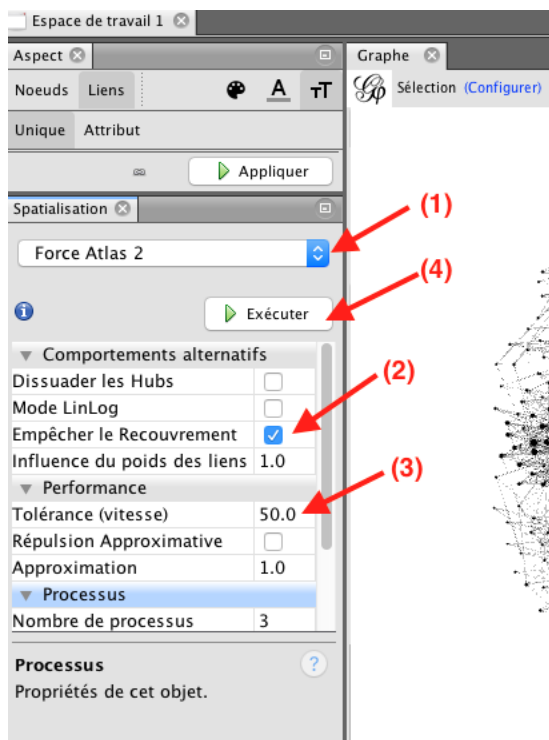 Espace de travail 1
Aspect
Graphe
Noeuds Liens A TT
Sélection (Configurer)
Unique Attribut
Appliquer
Spatialisation
(1)
Force Atlas 2
(4)
Exécuter
Comportements alternatifs
Dissuader les Hubs
(2)
Mode LinLog
Empêcher le Recouvrement
Influence du poids des liens 1.0
(3)
Performance
Tolérance (vitesse) 50.0
Répulsion Approximative
Approximation 1.0
Processus
Nombre de processus 3
Processus ?
Propriétés de cet objet.